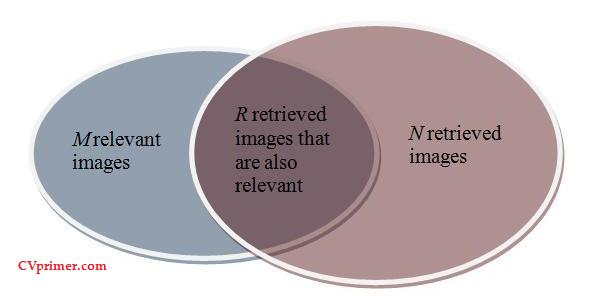 M relevant
images
R retrieved
images that
are also
relevant
N retrieved
images
CVprimer.com